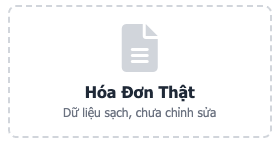 Hóa Đơn Thật
Dữ liệu sạch, chưa chỉnh sửa